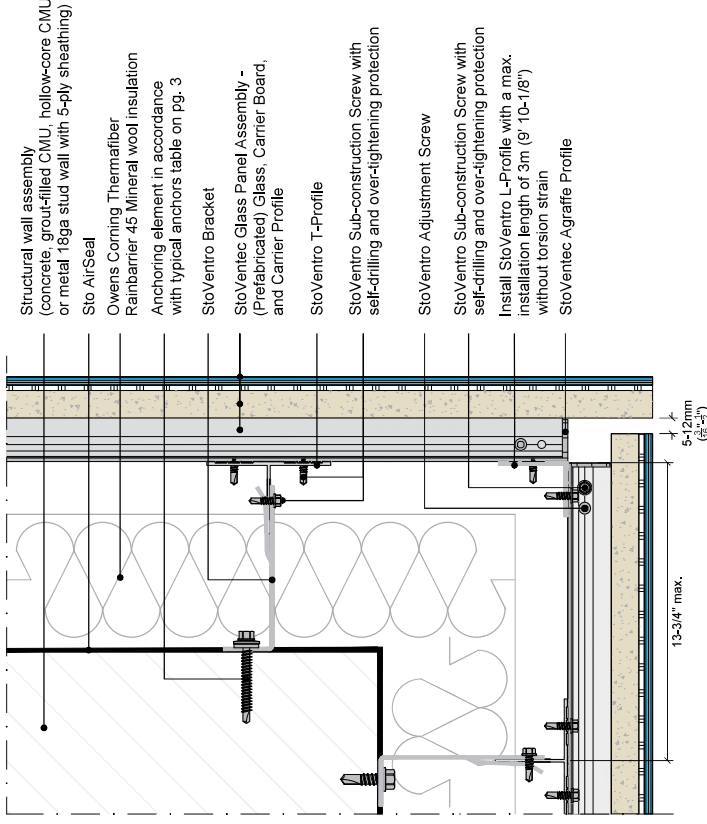 Structural wall assembly
(concrete, grout-filled CMU, hollow-core CMU
or metal 18ga stud wall with 5-ply sheathing)
Sto AirSeal
Owens Corning Thermafiber
Rainbarrier 45 Mineral wool insulation
Anchoring element in accordance
with typical anchors table on pg. 3
StoVentro Bracket
StoVentec Glass Panel Assembly -
(Prefabricated) Glass, Carrier Board,
and Carrier Profile
StoVentro T-Profile
StoVentro Sub-construction Screw with
self-drilling and over-tightening protection
StoVentro Adjustment Screw
StoVentro Sub-construction Screw with
self-drilling and over-tightening protection
Install StoVentro L-Profile with a max.
installation length of 3m (9' 10-1/8")
without torsion strain
StoVentec Agraffe Profile
5-12mm
13-3/4" max.